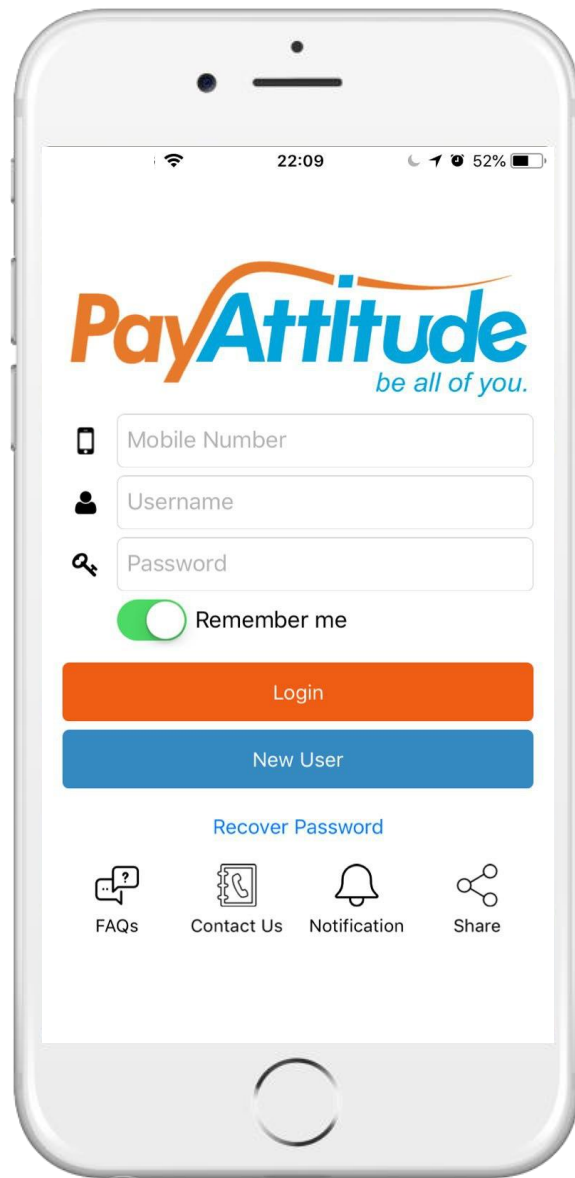 22:09 52%
PayAttitude
be all of you.
Mobile Number
Username
Password
Remember me
Login
New User
Recover Password
FAQs Contact Us Notification Share